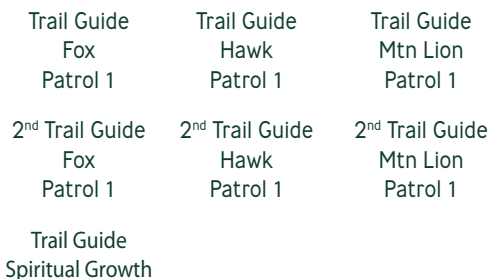 Trail Guide
Fox
Patrol 1
Trail Guide
Hawk
Patrol 1
Trail Guide
Mtn Lion
Patrol 1
2nd Trail Guide
Fox
Patrol 1
2nd Trail Guide
Hawk
Patrol 1
2nd Trail Guide
Mtn Lion
Patrol 1
Trail Guide
Spiritual Growth